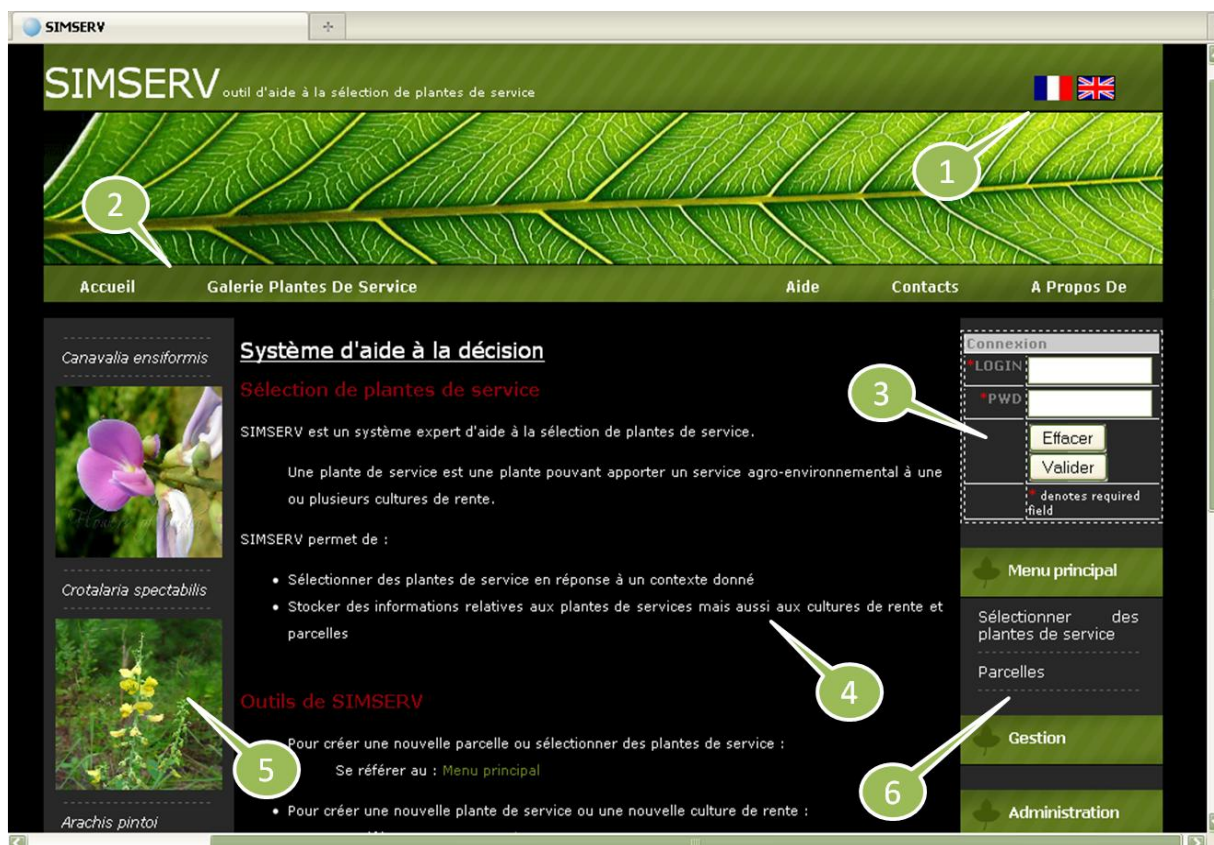 SIMSERV
SIMSERV outil d'aide à la sélection de plantes de service
1
2
Accueil Galerie Plantes De Service Aide Contacts A Propos De
Canavalia ensiformis
Crotalaria spectabilis
5
Arachis pintoi
Système d'aide à la décision
Sélection de plantes de service
SIMSERV est un système expert d'aide à la sélection de plantes de service.
Une plante de service est une plante pouvant apporter un service agro-environnemental à une
ou plusieurs cultures de rente.
SIMSERV permet de :
• Sélectionner des plantes de service en réponse à un contexte donné
• Stocker des informations relatives aux plantes de services mais aussi aux cultures de rente et
parcelles
4
Outils de SIMSERV
Pour créer une nouvelle parcelle ou sélectionner des plantes de service :
Se référer au : Menu principal
• Pour créer une nouvelle plante de service ou une nouvelle culture de rente :
3
Connexion
*LOGIN
*PWD
Effacer
Valider
* denotes required
field
Menu principal
Sélectionner des
plantes de service
Parcelles
6
Gestion
Administration